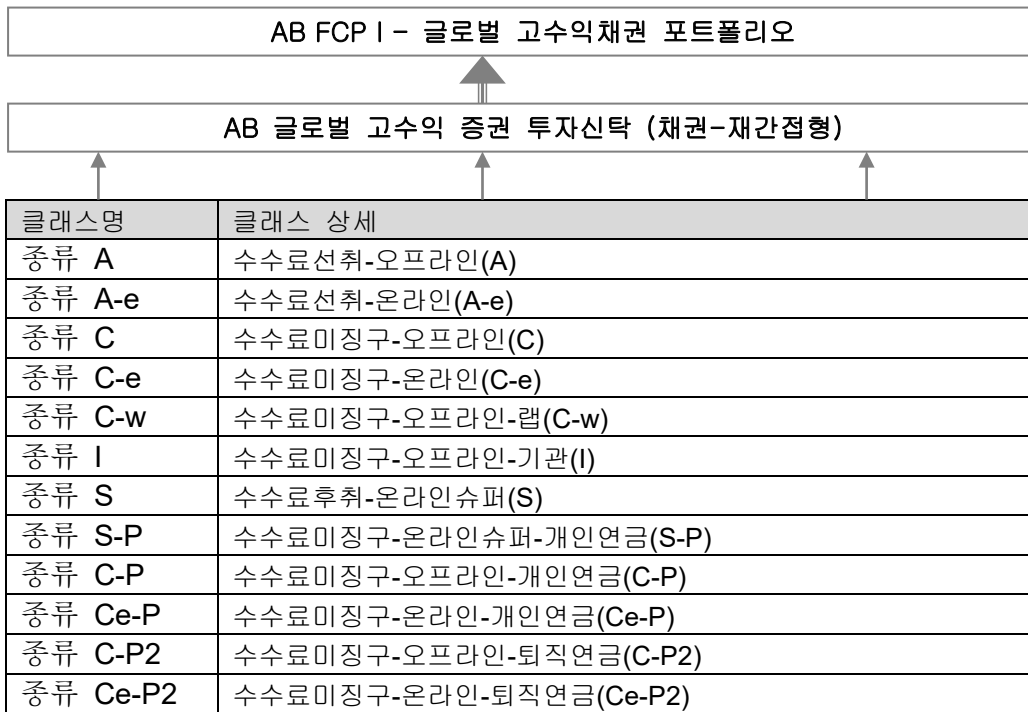 AB FCP I – 글로벌 고수익채권 포트폴리오
AB 글로벌 고수익 증권 투자신탁 (채권-재간접형)
클래스명 클래스 상세
종류 A 수수료선취-오프라인(A)
종류 A-e 수수료선취-온라인(A-e)
종류 C 수수료미징구-오프라인(C)
종류 C-e 수수료미징구-온라인(C-e)
종류 C-w 수수료미징구-오프라인-랩(C-w)
종류 I 수수료미징구-오프라인-기관(I)
종류 S 수수료후취-온라인슈퍼(S)
종류 S-P 수수료미징구-온라인슈퍼-개인연금(S-P)
종류 C-P 수수료미징구-오프라인-개인연금(C-P)
종류 Ce-P 수수료미징구-온라인-개인연금(Ce-P)
종류 C-P2 수수료미징구-오프라인-퇴직연금(C-P2)
종류 Ce-P2 수수료미징구-온라인-퇴직연금(Ce-P2)